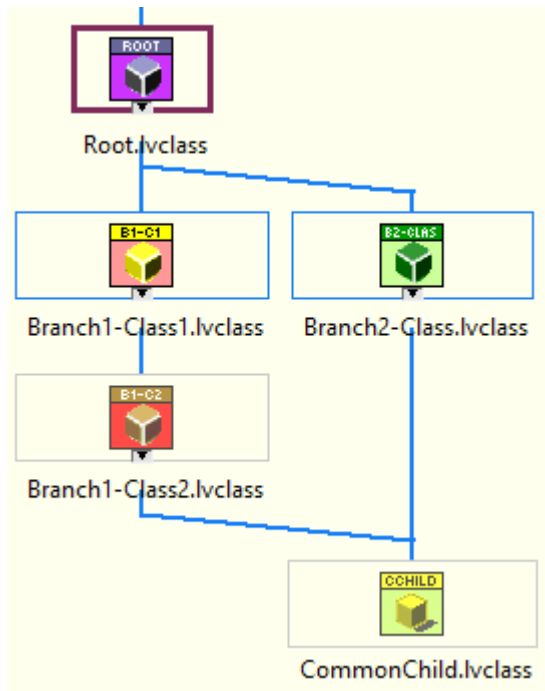 ROOT
Root.lvclass
B1-C1
B2-CLAS
Branch1-Class1.lvclass
Branch2-Class.lvclass
B1-C2
Branch1-Class2.lvclass
CCHILD
CommonChild.lvclass